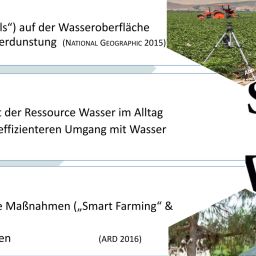 ls“) auf der Wasseroberfläche
erdunstung (NATIONAL GEOGRAPHIC 2015)
t der Ressource Wasser im Alltag
effizienteren Umgang mit Wasser
e Maßnahmen („Smart Farming“ &
en (ARD 2016)